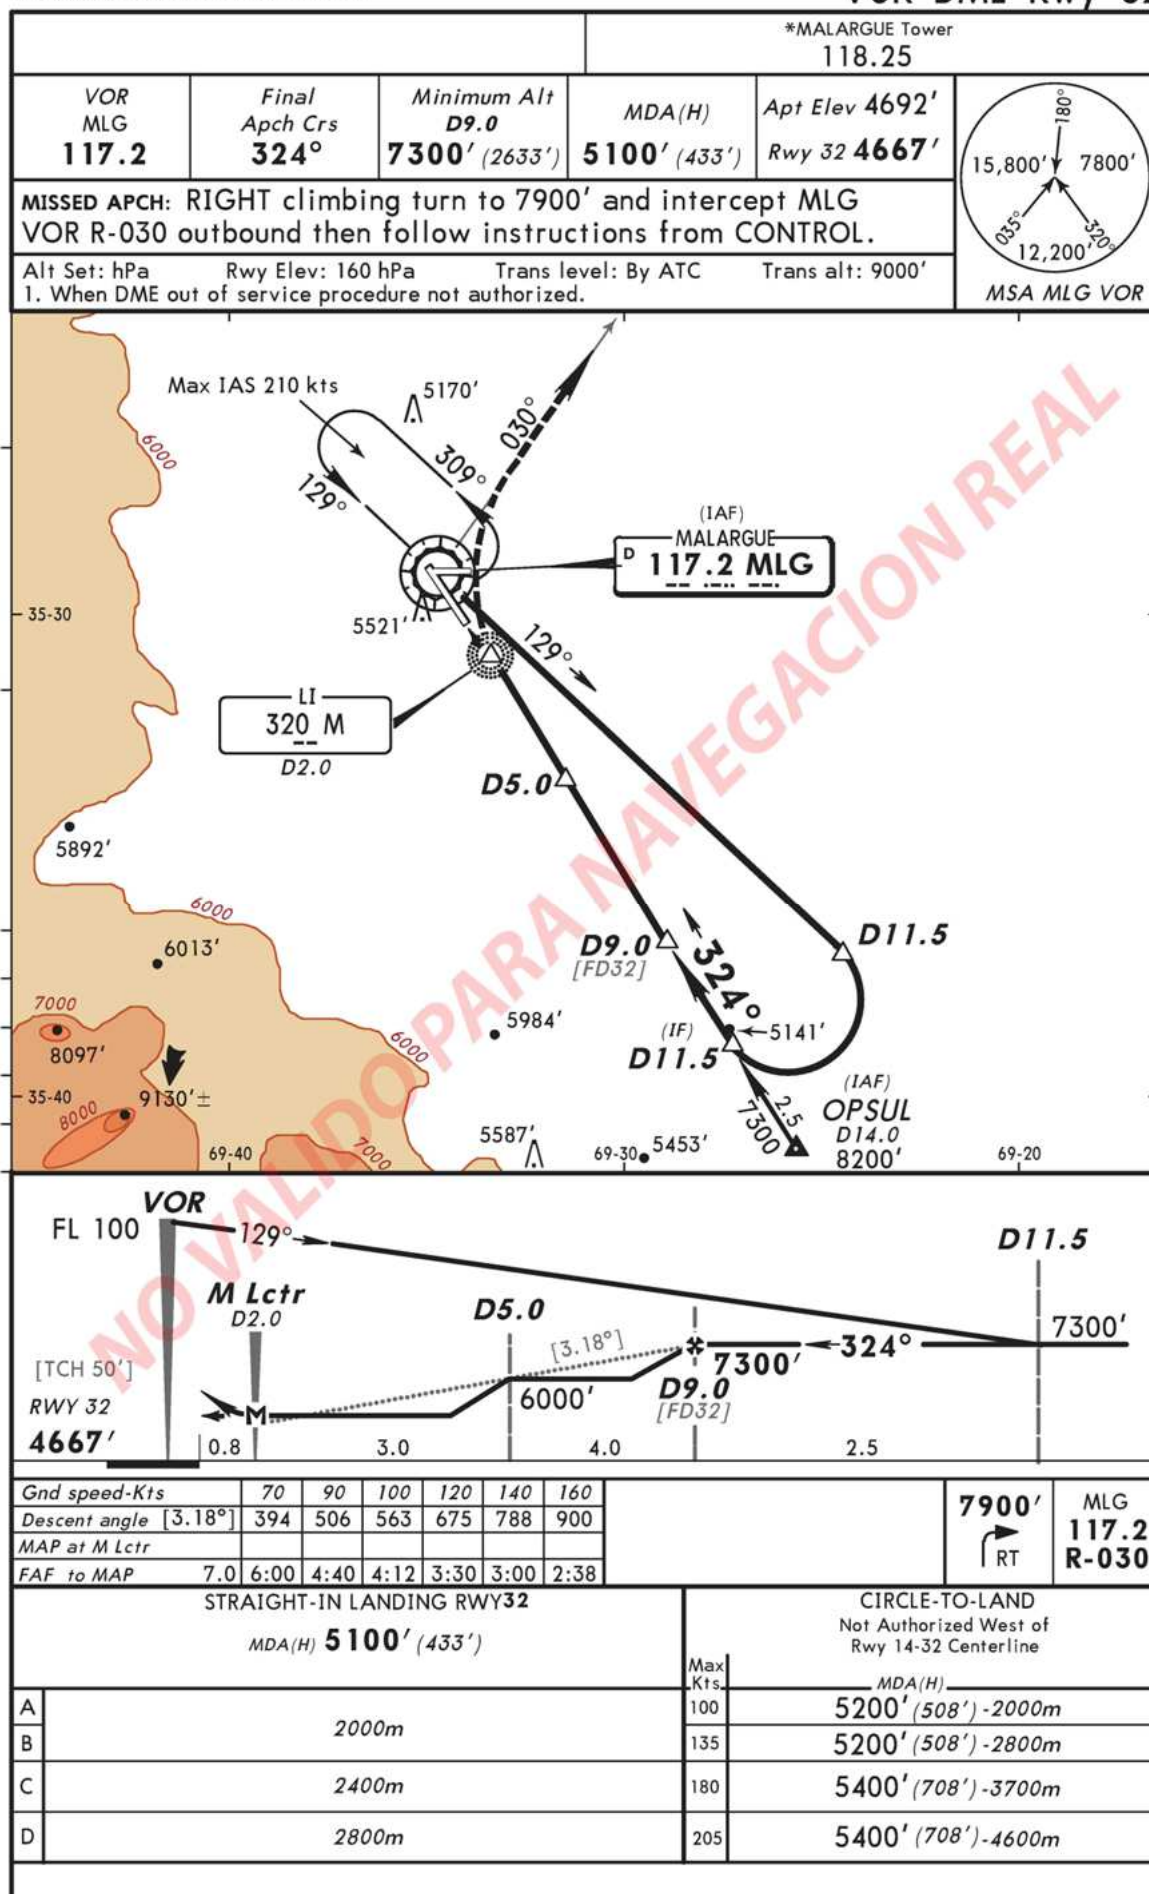 *MALARGUE Tower
118.25
VOR
MLG
117.2
Final
Apch Crs
324°
Minimum Alt
D9.0
7300' (2633')
MDA(H)
5100' (433')
Apt Elev 4692'
Rwy 32 4667'
180°
15,800' 7800'
035°
320°
12,200'
MSA MLG VOR
MISSED APCH: RIGHT climbing turn to 7900' and intercept MLG
VOR R-030 outbound then follow instructions from CONTROL.
Alt Set: hPa Rwy Elev: 160 hPa Trans level: By ATC Trans alt: 9000'
1. When DME out of service procedure not authorized.
Max IAS 210 kts
5170'
030°
6000
309°
129°
(IAF)
MALARGUE
D 117.2 MLG
35-30
5521'
129°
LI
320 M
D2.0
D5.0
5892'
6000
6013'
D9.0
[FD32]
324°
D11.5
7000
8097'
5984'
6000
(IF)
D11.5
5141'
35-40
9130'±
8000
2.5
7300
(IAF)
OPSUL
D14.0
8200'
5587'
69-40
7000
69-30
5453'
69-20
NO VALIDO PARA NAVEGACION REAL
VOR
FL 100
129°
D11.5
M Lctr
D2.0
D5.0
[3.18°]
7300'
324°
[TCH 50']
7300'
6000'
D9.0
[FD32]
RWY 32
4667'
M
0.8 3.0 4.0 2.5
Gnd speed-Kts 70 90 100 120 140 160
Descent angle [3.18°] 394 506 563 675 788 900
MAP at M Lctr
FAF to MAP 7.0 6:00 4:40 4:12 3:30 3:00 2:38
7900'
RT
MLG
117.2
R-030
STRAIGHT-IN LANDING RWY32
MDA(H) 5100' (433')
CIRCLE-TO-LAND
Not Authorized West of
Rwy 14-32 Centerline
Max
Kts
MDA(H)
A
B
2000m
100 5200' (508') -2000m
135 5200' (508') -2800m
C 2400m 180 5400' (708') -3700m
D 2800m 205 5400' (708') -4600m